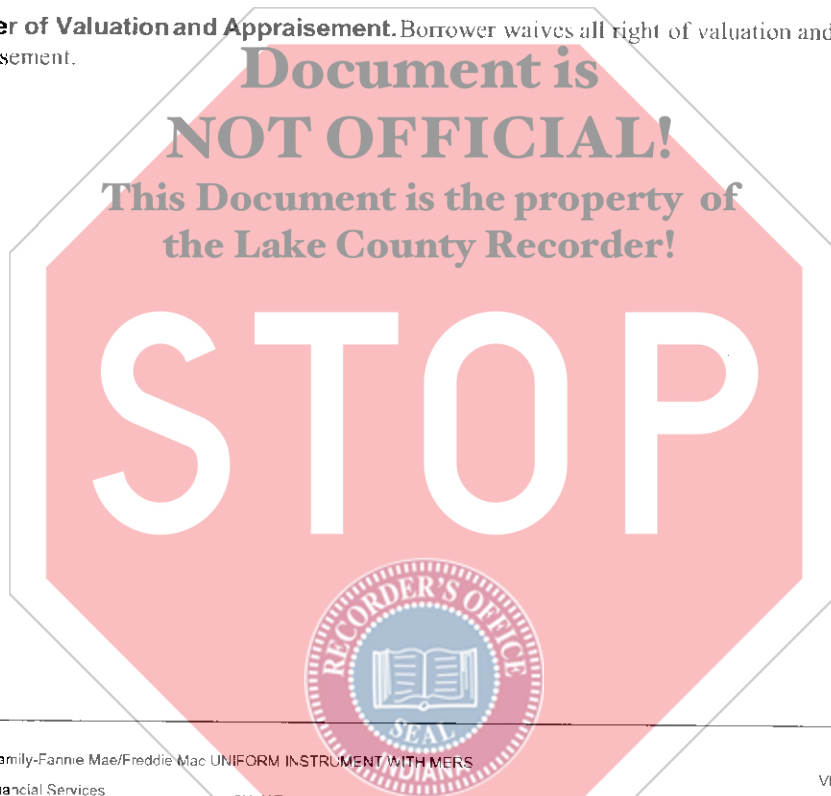 er of Valuation and Appraisement. Borrower waives all right of valuation and
sement.
Document is
NOT OFFICIAL!
This Document is the property of
the Lake County Recorder!
STOP
RECORDER'S OFFICE
SEAL
INDIANA
amily-Fannie Mae/Freddie Mac UNIFORM INSTRUMENT WITH MERS
ancial Services